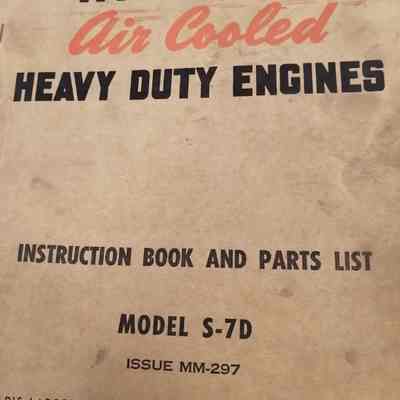 Air Cooled
HEAVY DUTY ENGINES
INSTRUCTION BOOK AND PARTS LIST
MODEL S-7D
ISSUE MM-297